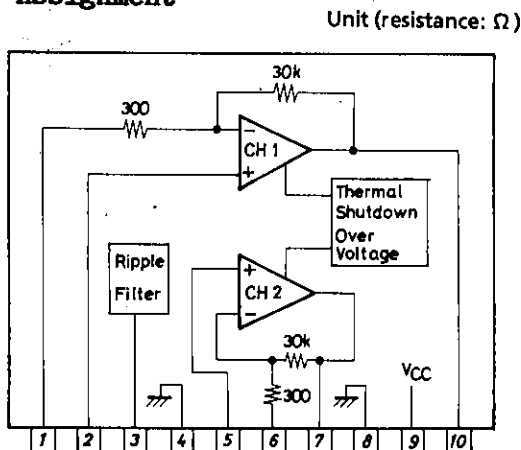 Assignment
Unit (resistance: Ω)
30k
300
−
CH 1
+
Thermal
Shutdown
Over
Voltage
Ripple
Filter
+
CH 2
−
30k
300
VCC
1 2 3 4 5 6 7 8 9 10